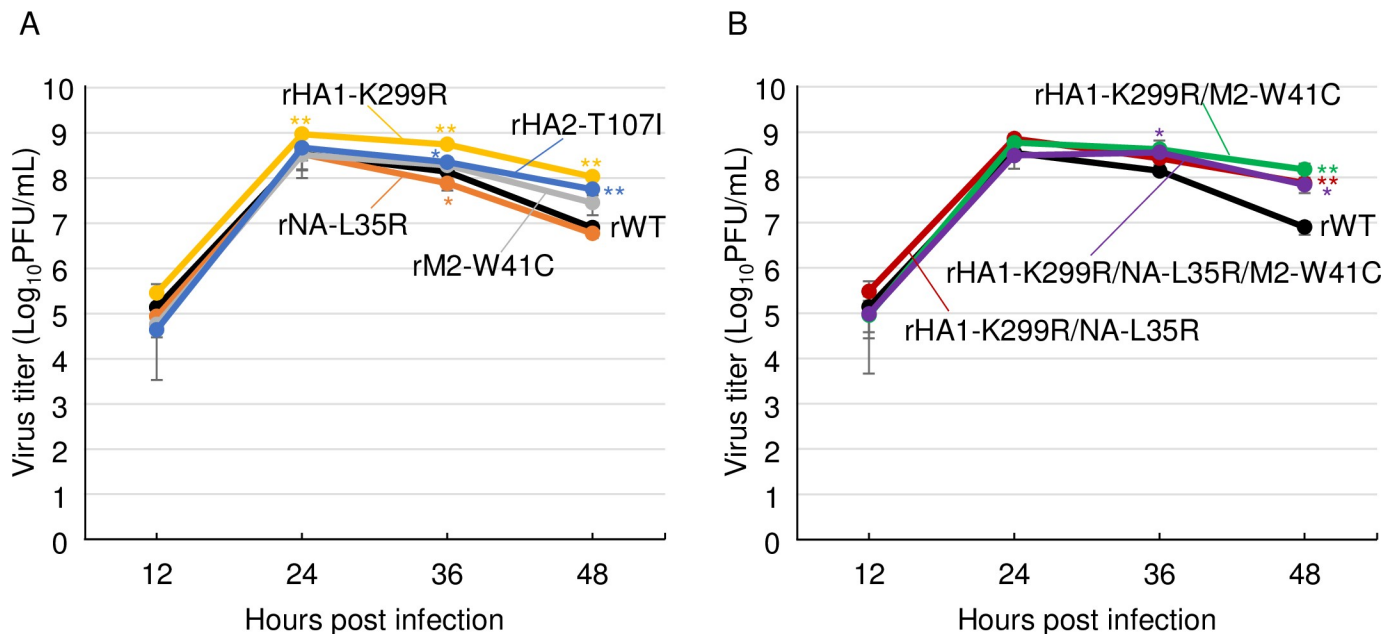 A
Virus titer (Log10PFU/mL)
10
9
8
7
6
5
4
3
2
1
0
12
24
36
48
Hours post infection
rHA1-K299R
rHA2-T107I
rNA-L35R
rM2-W41C
rWT
**
**
*
*
**
**
B
Virus titer (Log10PFU/mL)
10
9
8
7
6
5
4
3
2
1
0
12
24
36
48
Hours post infection
rHA1-K299R/M2-W41C
*
**
**
*
rWT
rHA1-K299R/NA-L35R/M2-W41C
rHA1-K299R/NA-L35R